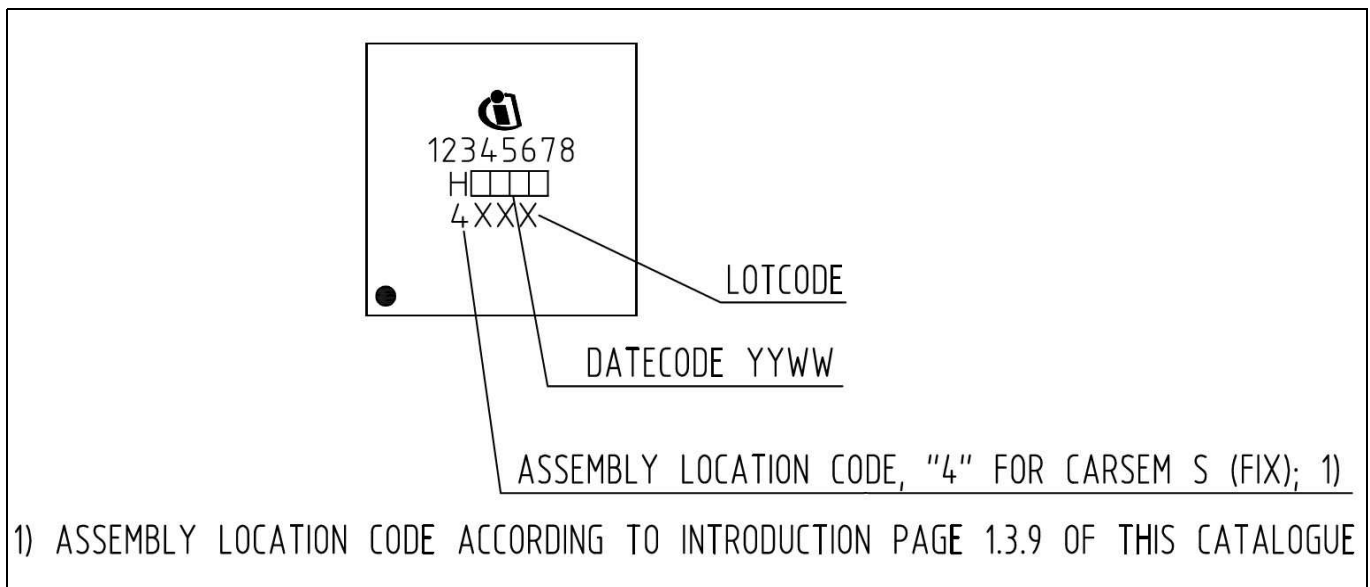 12345678
H□□□□
4XXX
LOTCODE
DATECODE YYWW
ASSEMBLY LOCATION CODE, "4" FOR CARSEM S (FIX); 1)
1) ASSEMBLY LOCATION CODE ACCORDING TO INTRODUCTION PAGE 1.3.9 OF THIS CATALOGUE